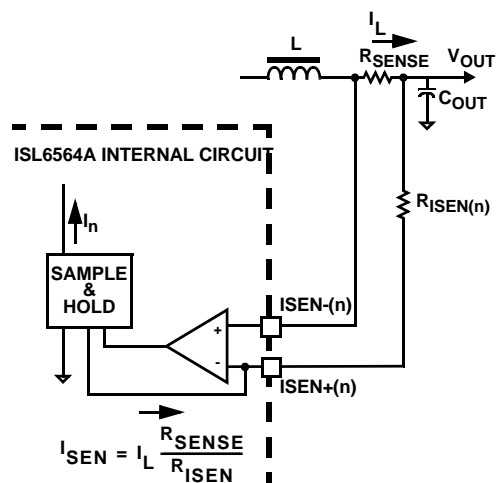 I_L
L
R_SENSE
V_OUT
C_OUT
ISL6564A INTERNAL CIRCUIT
R_ISEN(n)
I_n
SAMPLE
&
HOLD
ISEN-(n)
+
-
ISEN+(n)
I_SEN = I_L R_SENSE / R_ISEN